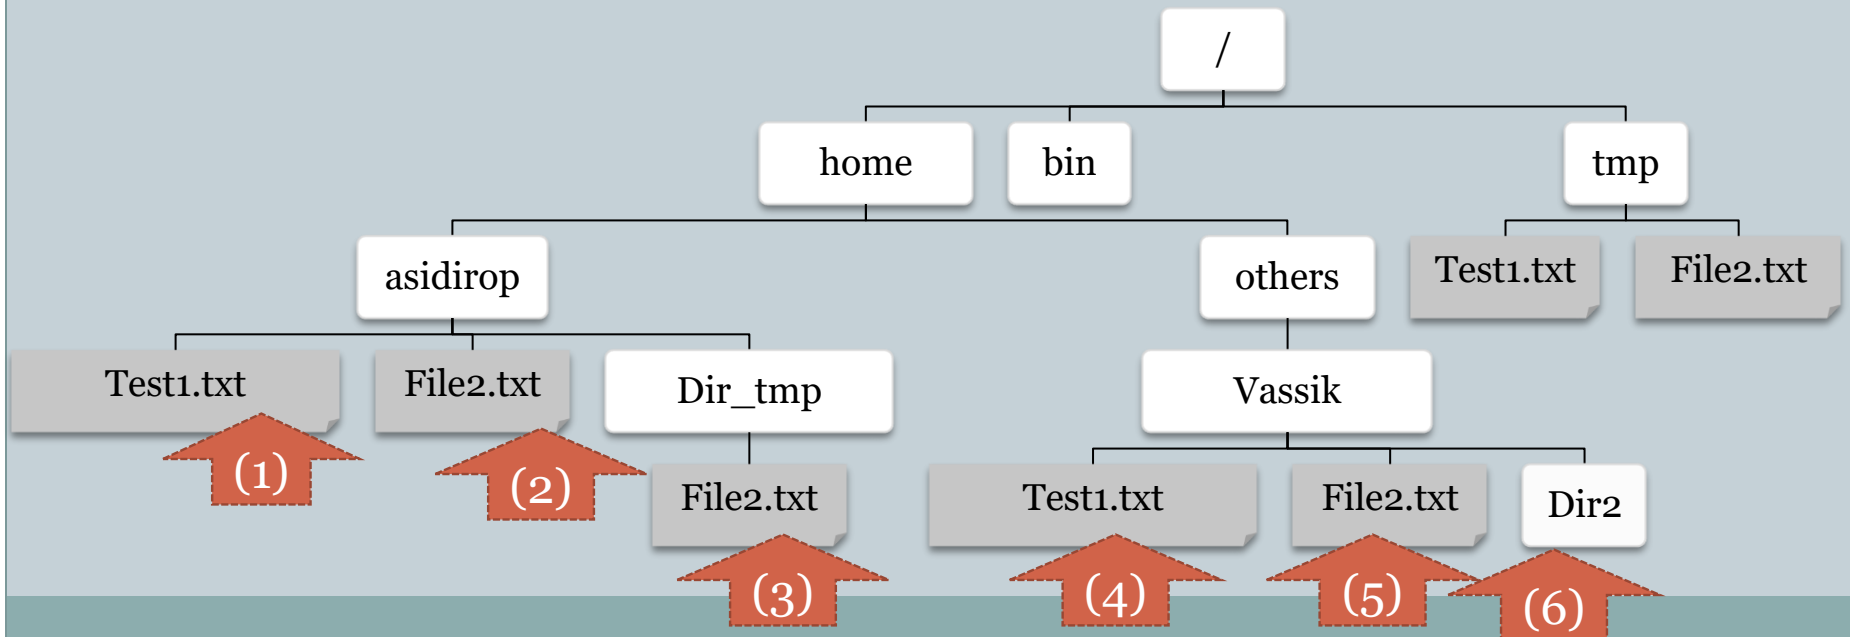 /
home
bin
tmp
asidirop
others
Test1.txt
File2.txt
Test1.txt
File2.txt
Dir_tmp
Vassik
(1)
(2)
File2.txt
Test1.txt
File2.txt
Dir2
(3)
(4)
(5)
(6)